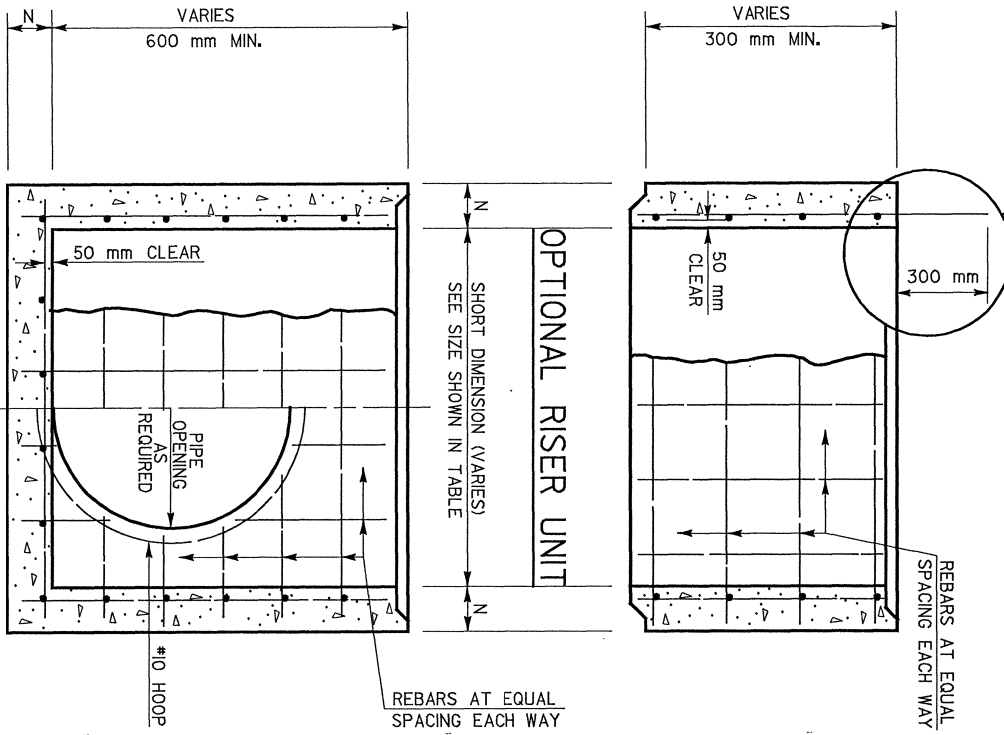 N
VARIES
600 mm MIN.
VARIES
300 mm MIN.
N
50 mm CLEAR
SHORT DIMENSION (VARIES)
SEE SIZE SHOWN IN TABLE
OPTIONAL RISER UNIT
50 mm
CLEAR
300 mm
PIPE
OPENING
AS
REQUIRED
N
#10 HOOP
REBARS AT EQUAL
SPACING EACH WAY
REBARS AT EQUAL
SPACING EACH WAY